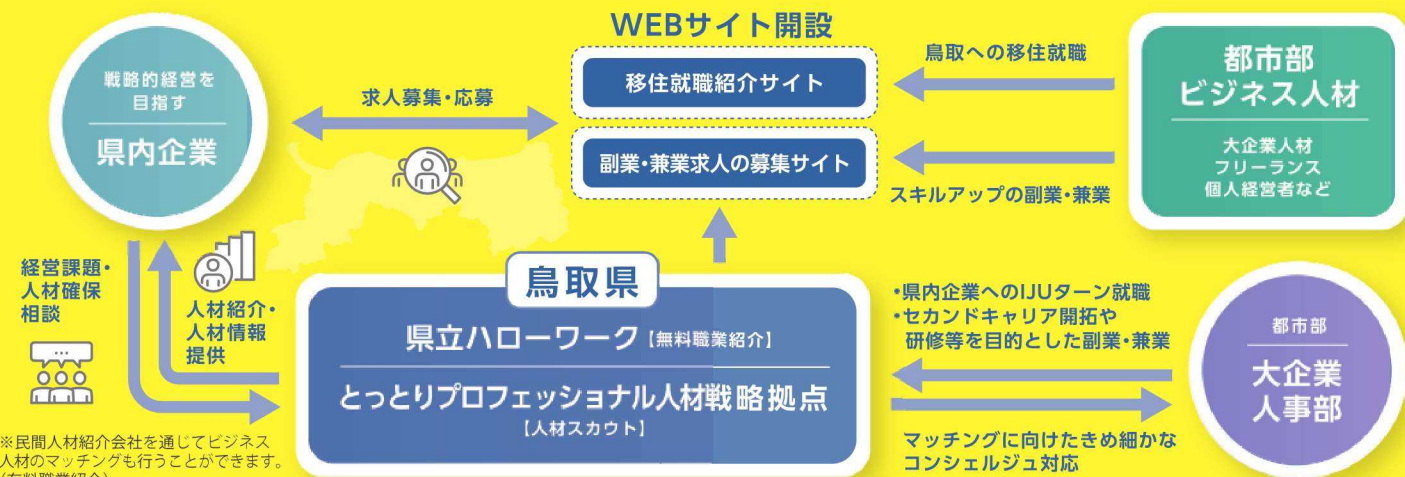 WEBサイト開設
戦略的経営を
目指す
県内企業
求人募集・応募
移住就職紹介サイト
副業・兼業求人の募集サイト
鳥取への移住就職
スキルアップの副業・兼業
都市部
ビジネス人材
大企業人材
フリーランス
個人経営者など
経営課題・
人材確保
相談
人材紹介・
人材情報
提供
鳥取県
県立ハローワーク【無料職業紹介】
とっとりプロフェッショナル人材戦略拠点
【人材スカウト】
・県内企業へのIJUターン就職
・セカンドキャリア開拓や
研修等を目的とした副業・兼業
マッチングに向けたきめ細かな
コンシェルジュ対応
都市部
大企業
人事部
※民間人材紹介会社を通じてビジネス
人材のマッチングも行うことができます。
(有料職業紹介)